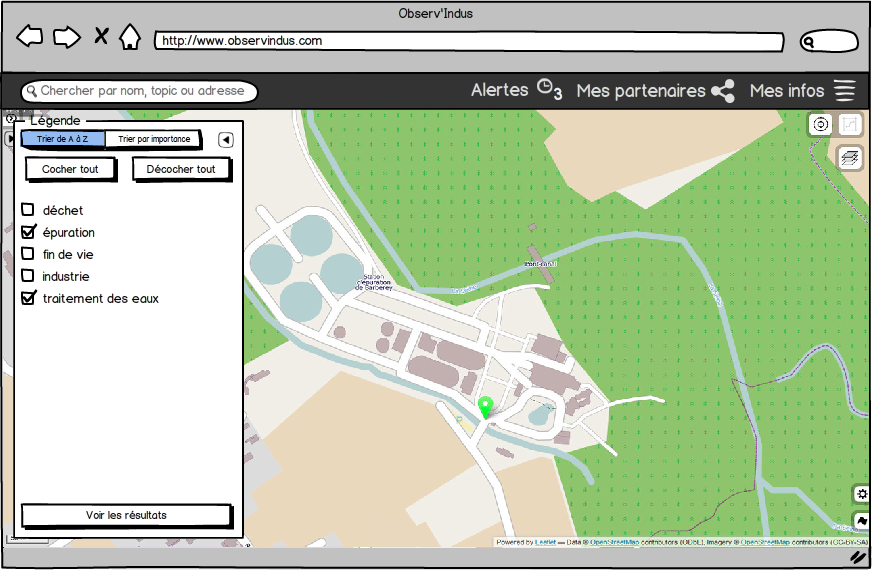 Observ'Indus
http://www.observindus.com
Chercher par nom, topic ou adresse
Alertes 3 Mes partenaires Mes infos
Légende
Trier de A à Z Trier par importance
Cocher tout Décocher tout
déchet
épuration
fin de vie
industrie
traitement des eaux
Station
d'épuration
de Barberey
Voir les résultats
Powered by Leaflet — Data © OpenStreetMap contributors (ODbL), Imagery © OpenStreetMap contributors (CC-BY-SA)